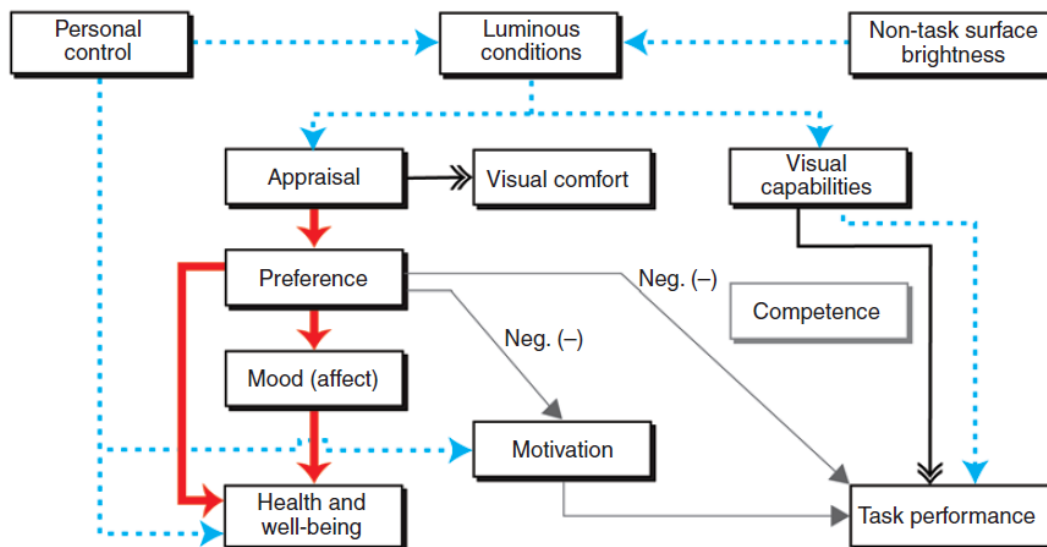 Personal
control
Luminous
conditions
Non-task surface
brightness
Appraisal
Visual comfort
Visual
capabilities
Preference
Neg. (–)
Competence
Neg. (–)
Mood (affect)
Motivation
Health and
well-being
Task performance